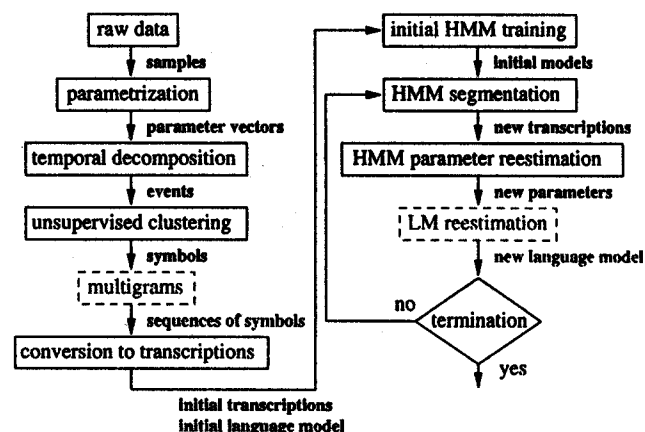 raw data
samples
parametrization
parameter vectors
temporal decomposition
events
unsupervised clustering
symbols
multigrams
sequences of symbols
conversion to transcriptions
initial transcriptions
initial language model
initial HMM training
initial models
HMM segmentation
new transcriptions
HMM parameter reestimation
new parameters
LM reestimation
new language model
no
termination
yes